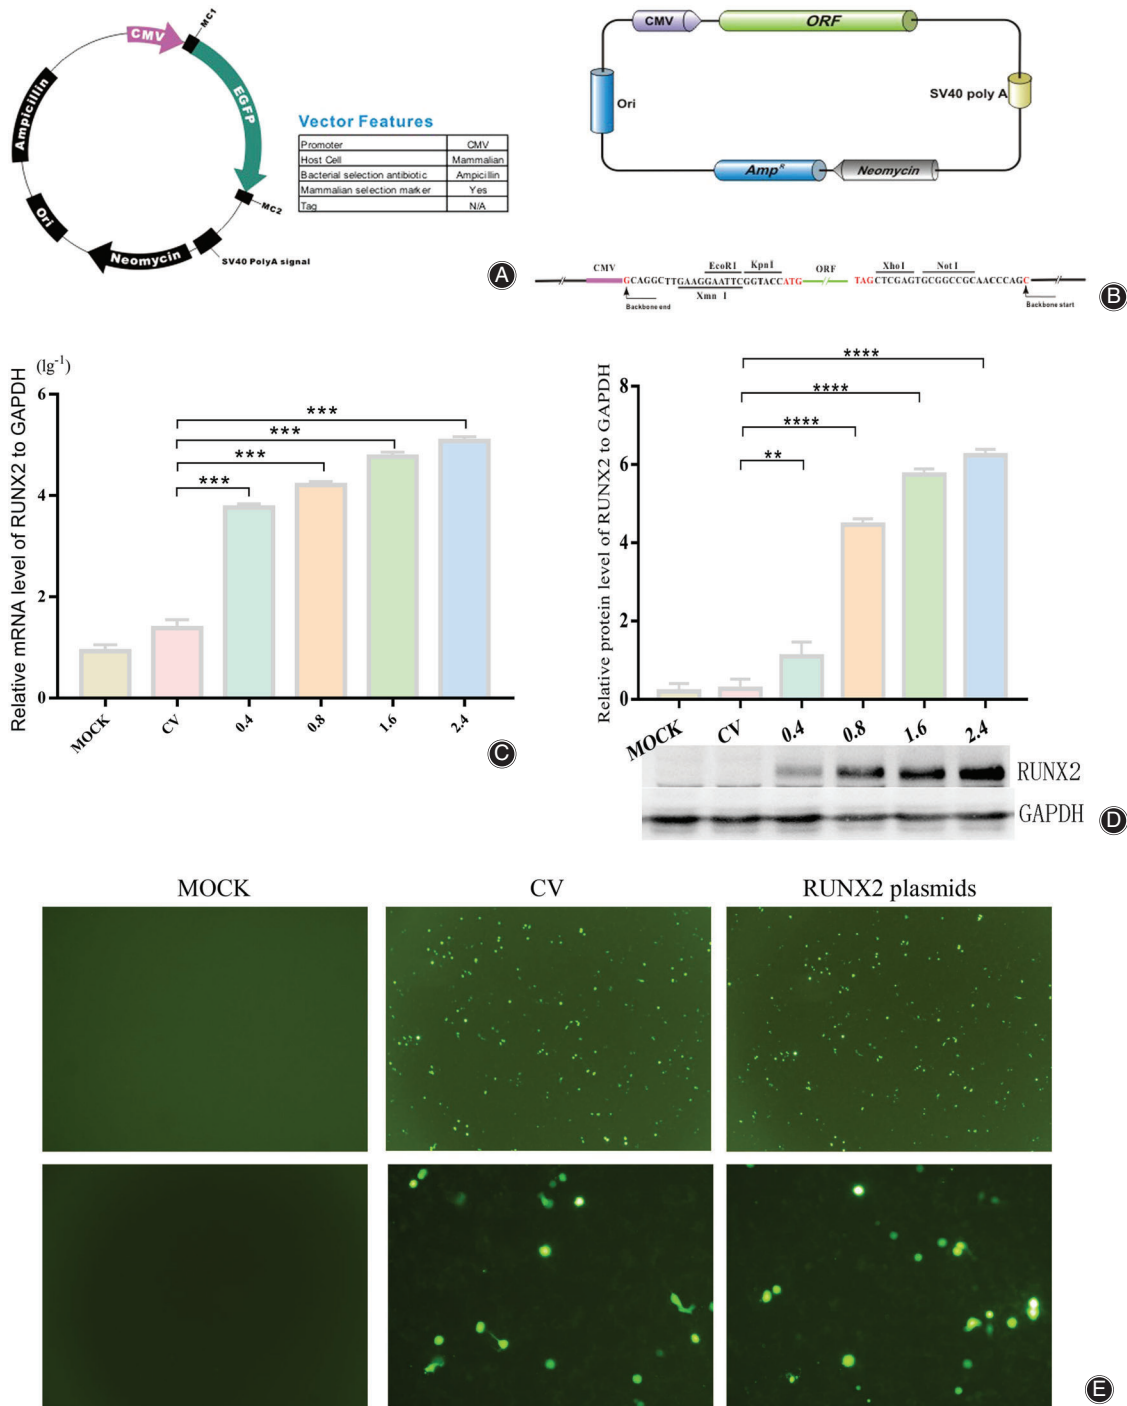 MC1
CMV
EGFP
Ampicillin
MC2
Ori
Neomycin
SV40 PolyA signal
Vector Features
Promoter CMV
Host Cell Mammalian
Bacterial selection antibiotic Ampicillin
Mammalian selection marker Yes
Tag N/A
A
CMV ORF
Ori
SV40 poly A
Amp R Neomycin
EcoR1 KpnI XhoI Not I
CMV ORF
GCAGGCTTGAAGGAATTCGGTACCATG TAGCTCGAGTGCGGCCGCAACCCAGC
Xmn I
Backbone end Backbone start
B
(lg-1)
Relative mRNA level of RUNX2 to GAPDH
6
4
2
0
***
***
***
***
MOCK CV 0.4 0.8 1.6 2.4
C
Relative protein level of RUNX2 to GAPDH
8
6
4
2
0
****
****
****
**
MOCK CV 0.4 0.8 1.6 2.4
RUNX2
GAPDH
D
MOCK CV RUNX2 plasmids
E